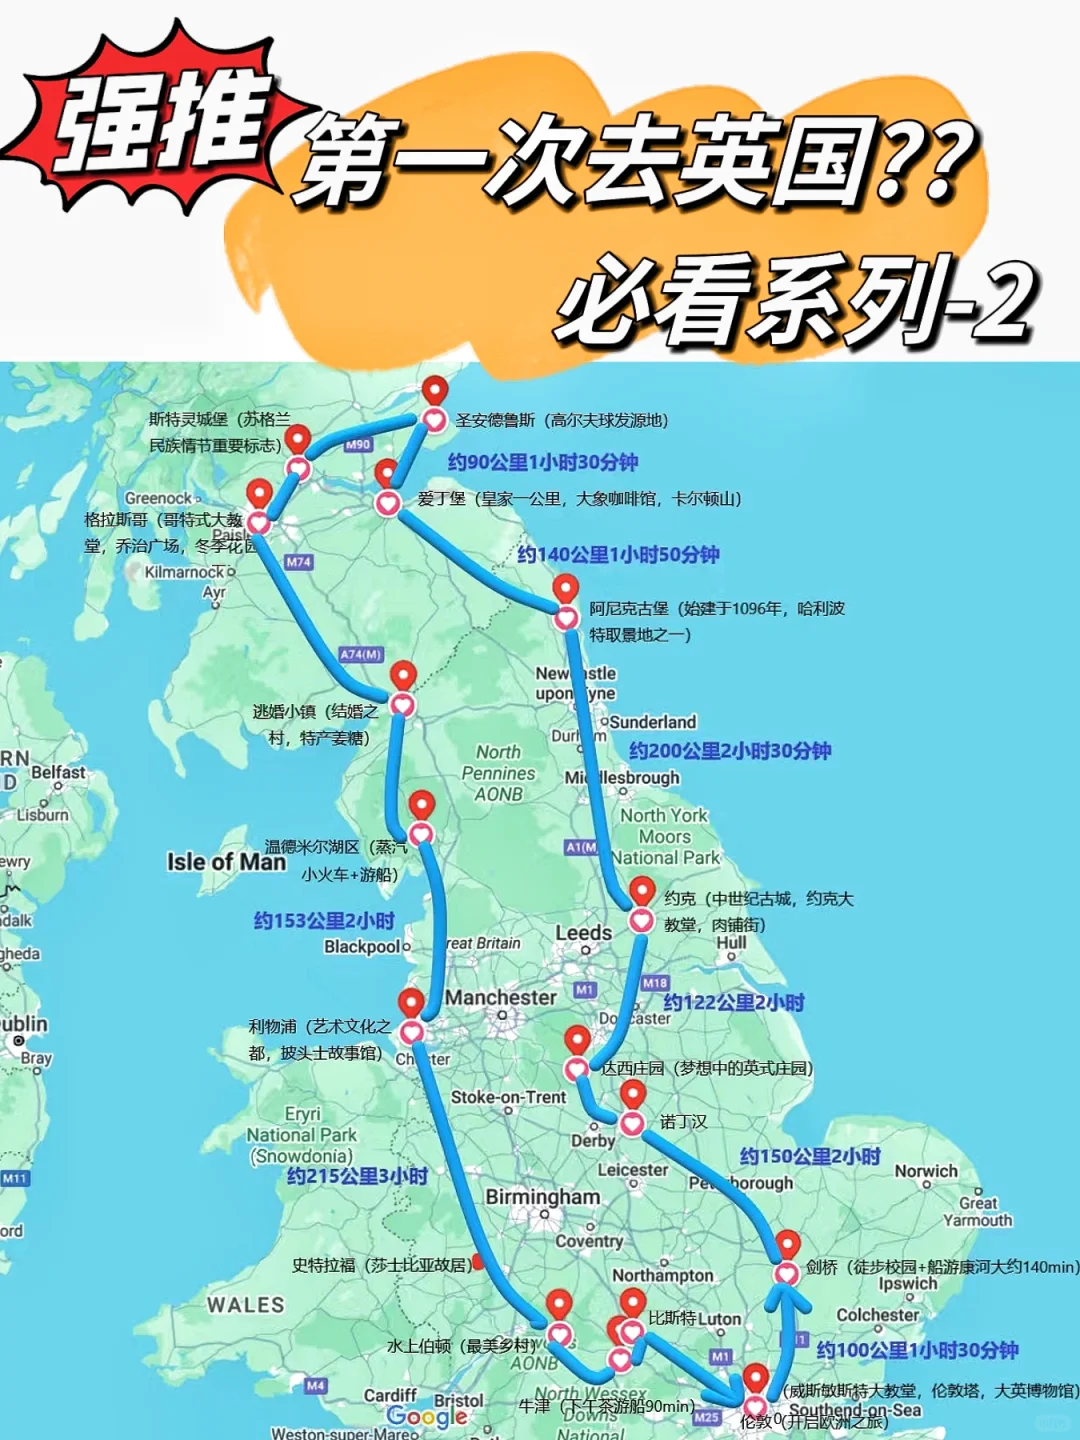 强推
第一次去英国??
必看系列-2
斯特灵城堡（苏格兰
民族情节重要标志）
M90
圣安德鲁斯（高尔夫球发源地）
约90公里1小时30分钟
Greenock
爱丁堡（皇家一公里，大象咖啡馆，卡尔顿山）
格拉斯哥（哥特式大教
堂，乔治广场，冬季花园
M74
约140公里1小时50分钟
Kilmarnock
Ayr
阿尼克古堡（始建于1096年，哈利波
特取景地之一）
A74(M)
逃婚小镇（结婚之
村，特产姜糖）
Sunderland
North
Pennines
AONB
约200公里2小时30分钟
Belfast
Lisburn
North York
Moors
National Park
A1(M
温德米尔湖区（蒸汽
小火车+游船）
Isle of Man
约克（中世纪古城，约克大
教堂，肉铺街）
约153公里2小时
Blackpool
reat Britain
Leeds
Hull
M1
M18
Manchester
约122公里2小时
利物浦（艺术文化之
都，披头士故事馆）
ublin
Bray
达西庄园（梦想中的英式庄园）
Stoke-on-Trent
诺丁汉
Eryri
National Park
(Snowdonia)
Derby
Leicester
约150公里2小时
约215公里3小时
M11
Norwich
Great
Yarmouth
Birmingham
Coventry
史特拉福（莎士比亚故居）
剑桥（徒步校园+船游康河大约140min）
Northampton
Ipswich
WALES
Colchester
比斯特
Luton
水上伯顿（最美乡村）
AONB
M1
约100公里1小时30分钟
M4
Cardiff
Bristol
North Wessex
Downs
National
牛津（下午茶游船90min）
M25
(威斯敏斯特大教堂，伦敦塔，大英博物馆)
Southend-on-Sea
伦敦0(开启欧洲之旅)
Google
Weston-super-Mare